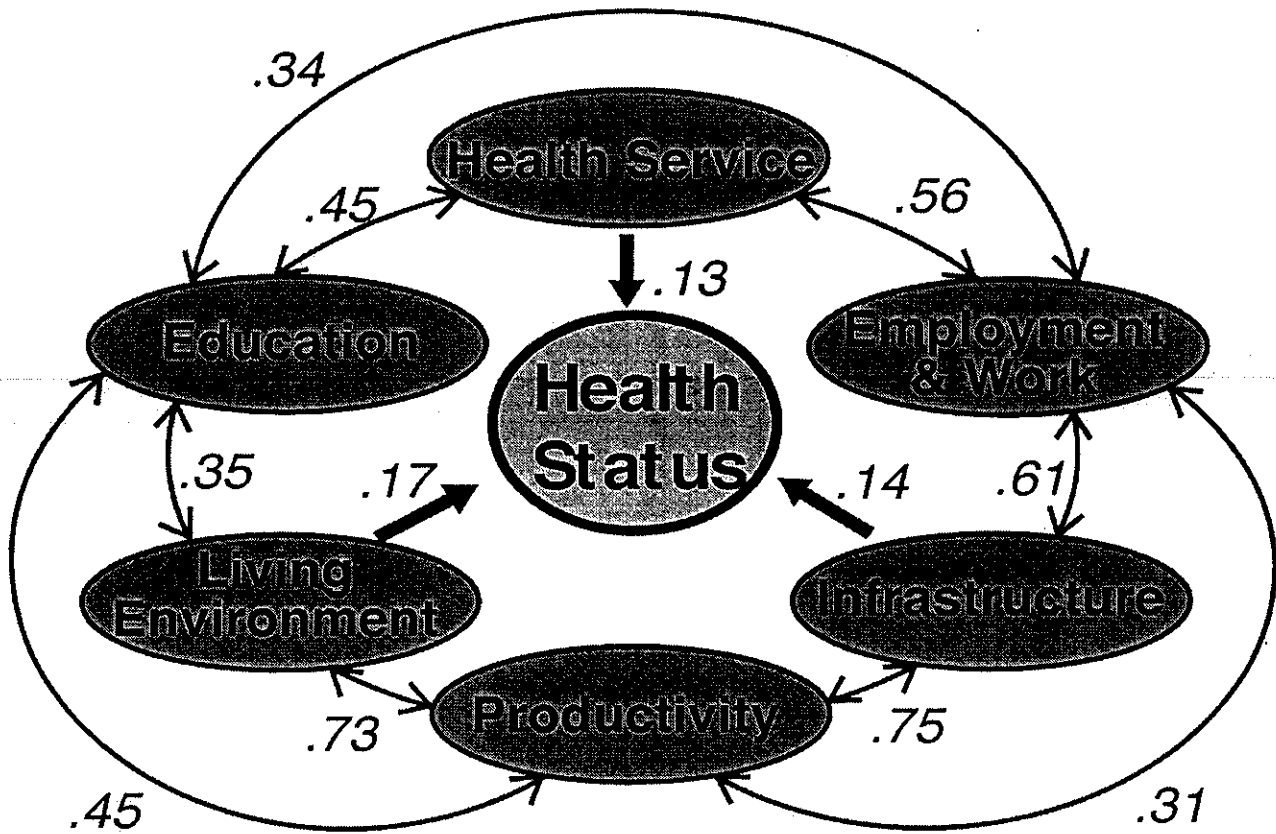 .34
Health Service
.45
.56
.13
Education
Employment
& Work
Health
Status
.35
.17
.14
.61
Living
Environment
Infrastructure
Productivity
.73
.75
.45
.31